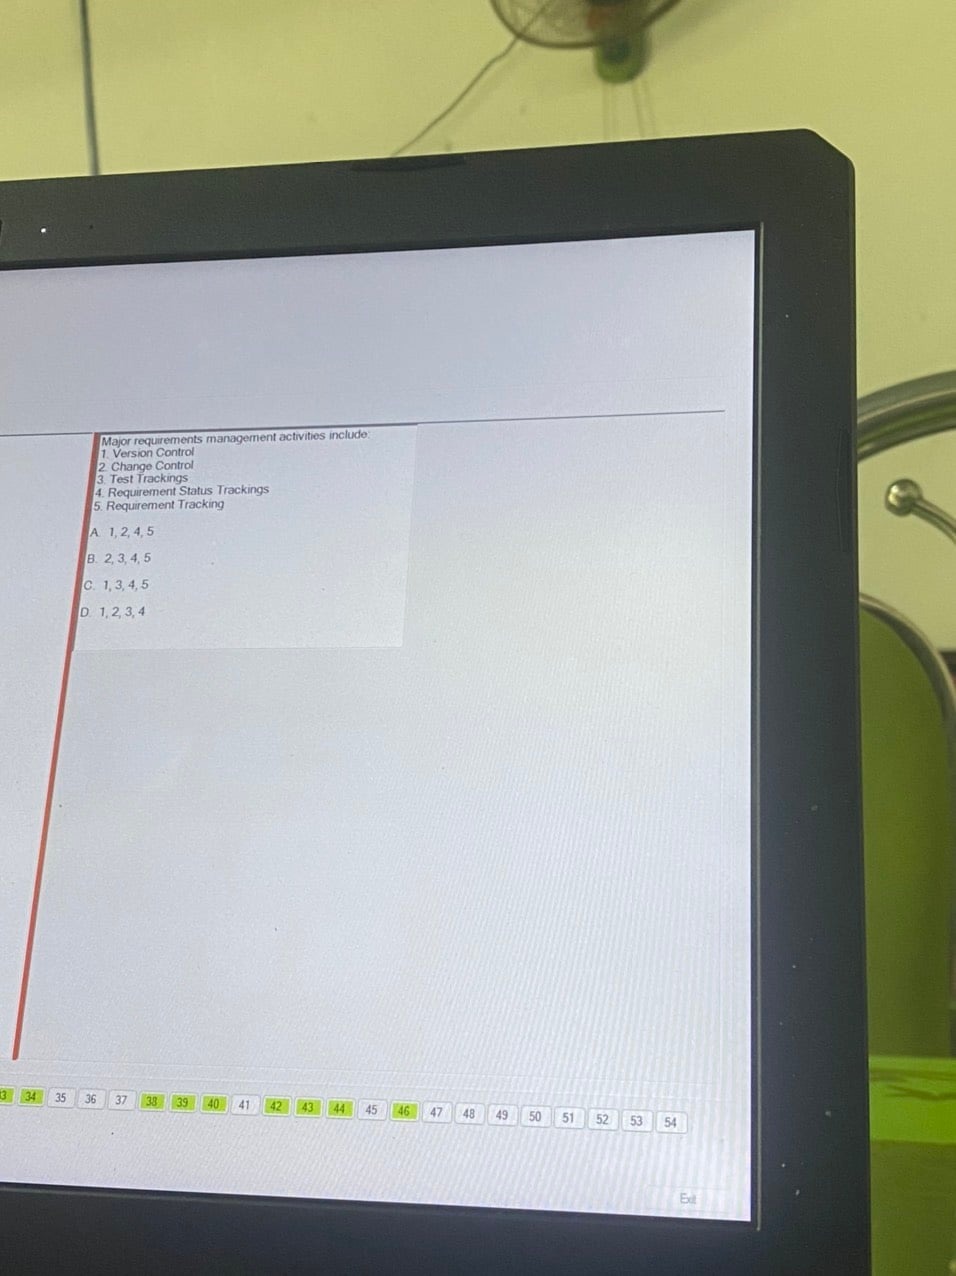 Major requirements management activities include:
1. Version Control
2. Change Control
3. Test Trackings
4. Requirement Status Trackings
5. Requirement Tracking
A. 1, 2, 4, 5
B. 2, 3, 4, 5
C. 1, 3, 4, 5
D. 1, 2, 3, 4
34 35 36 37 38 39 40 41 42 43 44 45 46 47 48 49 50 51 52 53 54
Exit